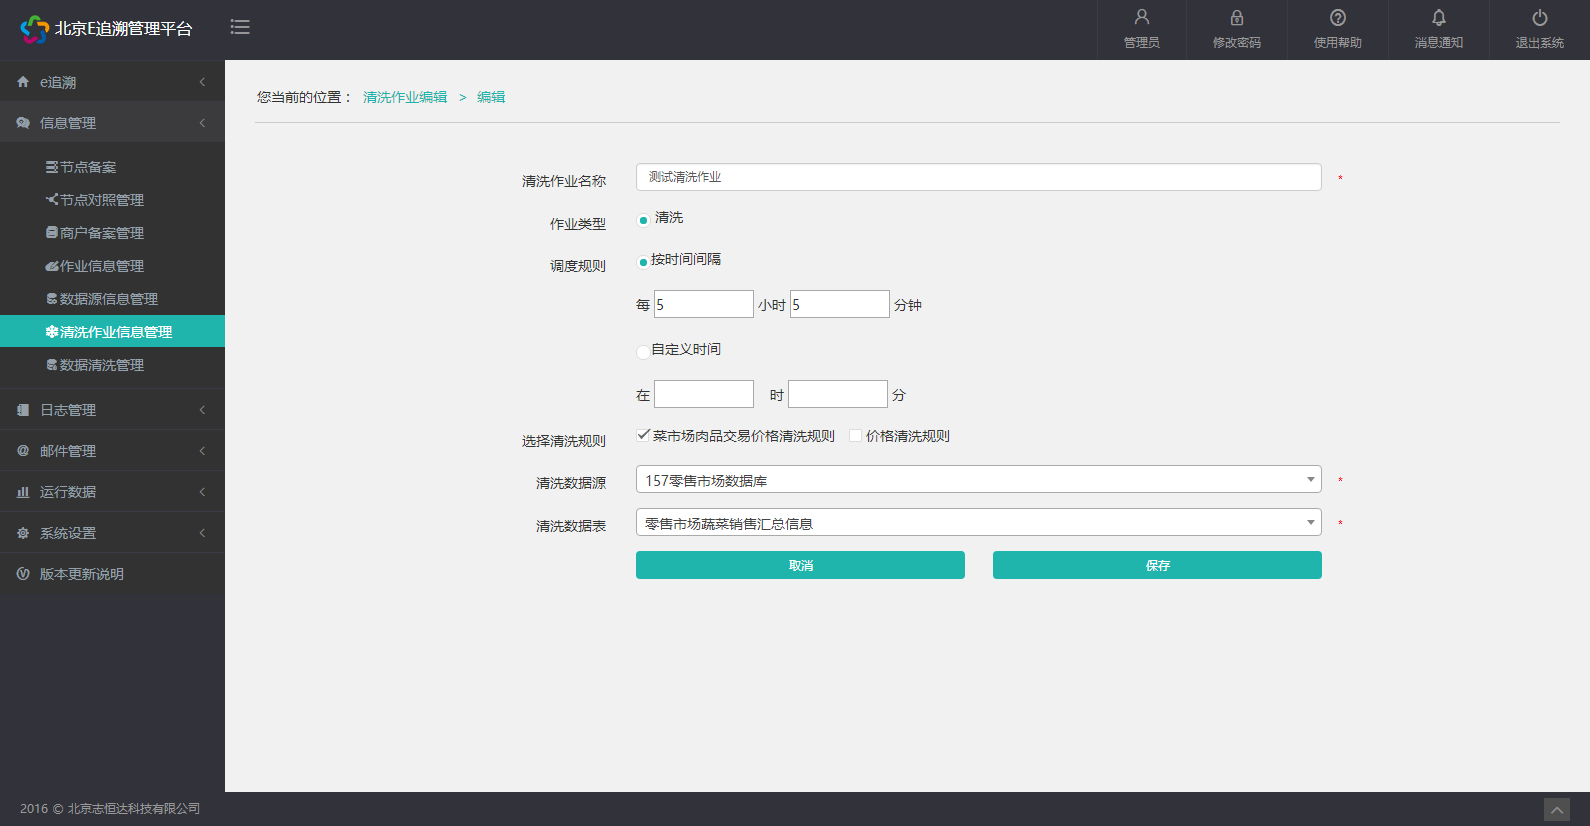 北京E追溯管理平台
管理员
修改密码
使用帮助
消息通知
退出系统
e追溯
信息管理
节点备案
节点对照管理
商户备案管理
作业信息管理
数据源信息管理
清洗作业信息管理
数据清洗管理
日志管理
邮件管理
运行数据
系统设置
版本更新说明
您当前的位置： 清洗作业编辑 > 编辑
清洗作业名称 测试清洗作业 *
作业类型 清洗
调度规则 按时间间隔
每 5 小时 5 分钟
自定义时间
在 时 分
选择清洗规则 菜市场肉品交易价格清洗规则 价格清洗规则
清洗数据源 157零售市场数据库 *
清洗数据表 零售市场蔬菜销售汇总信息 *
取消 保存
2016 © 北京志恒达科技有限公司